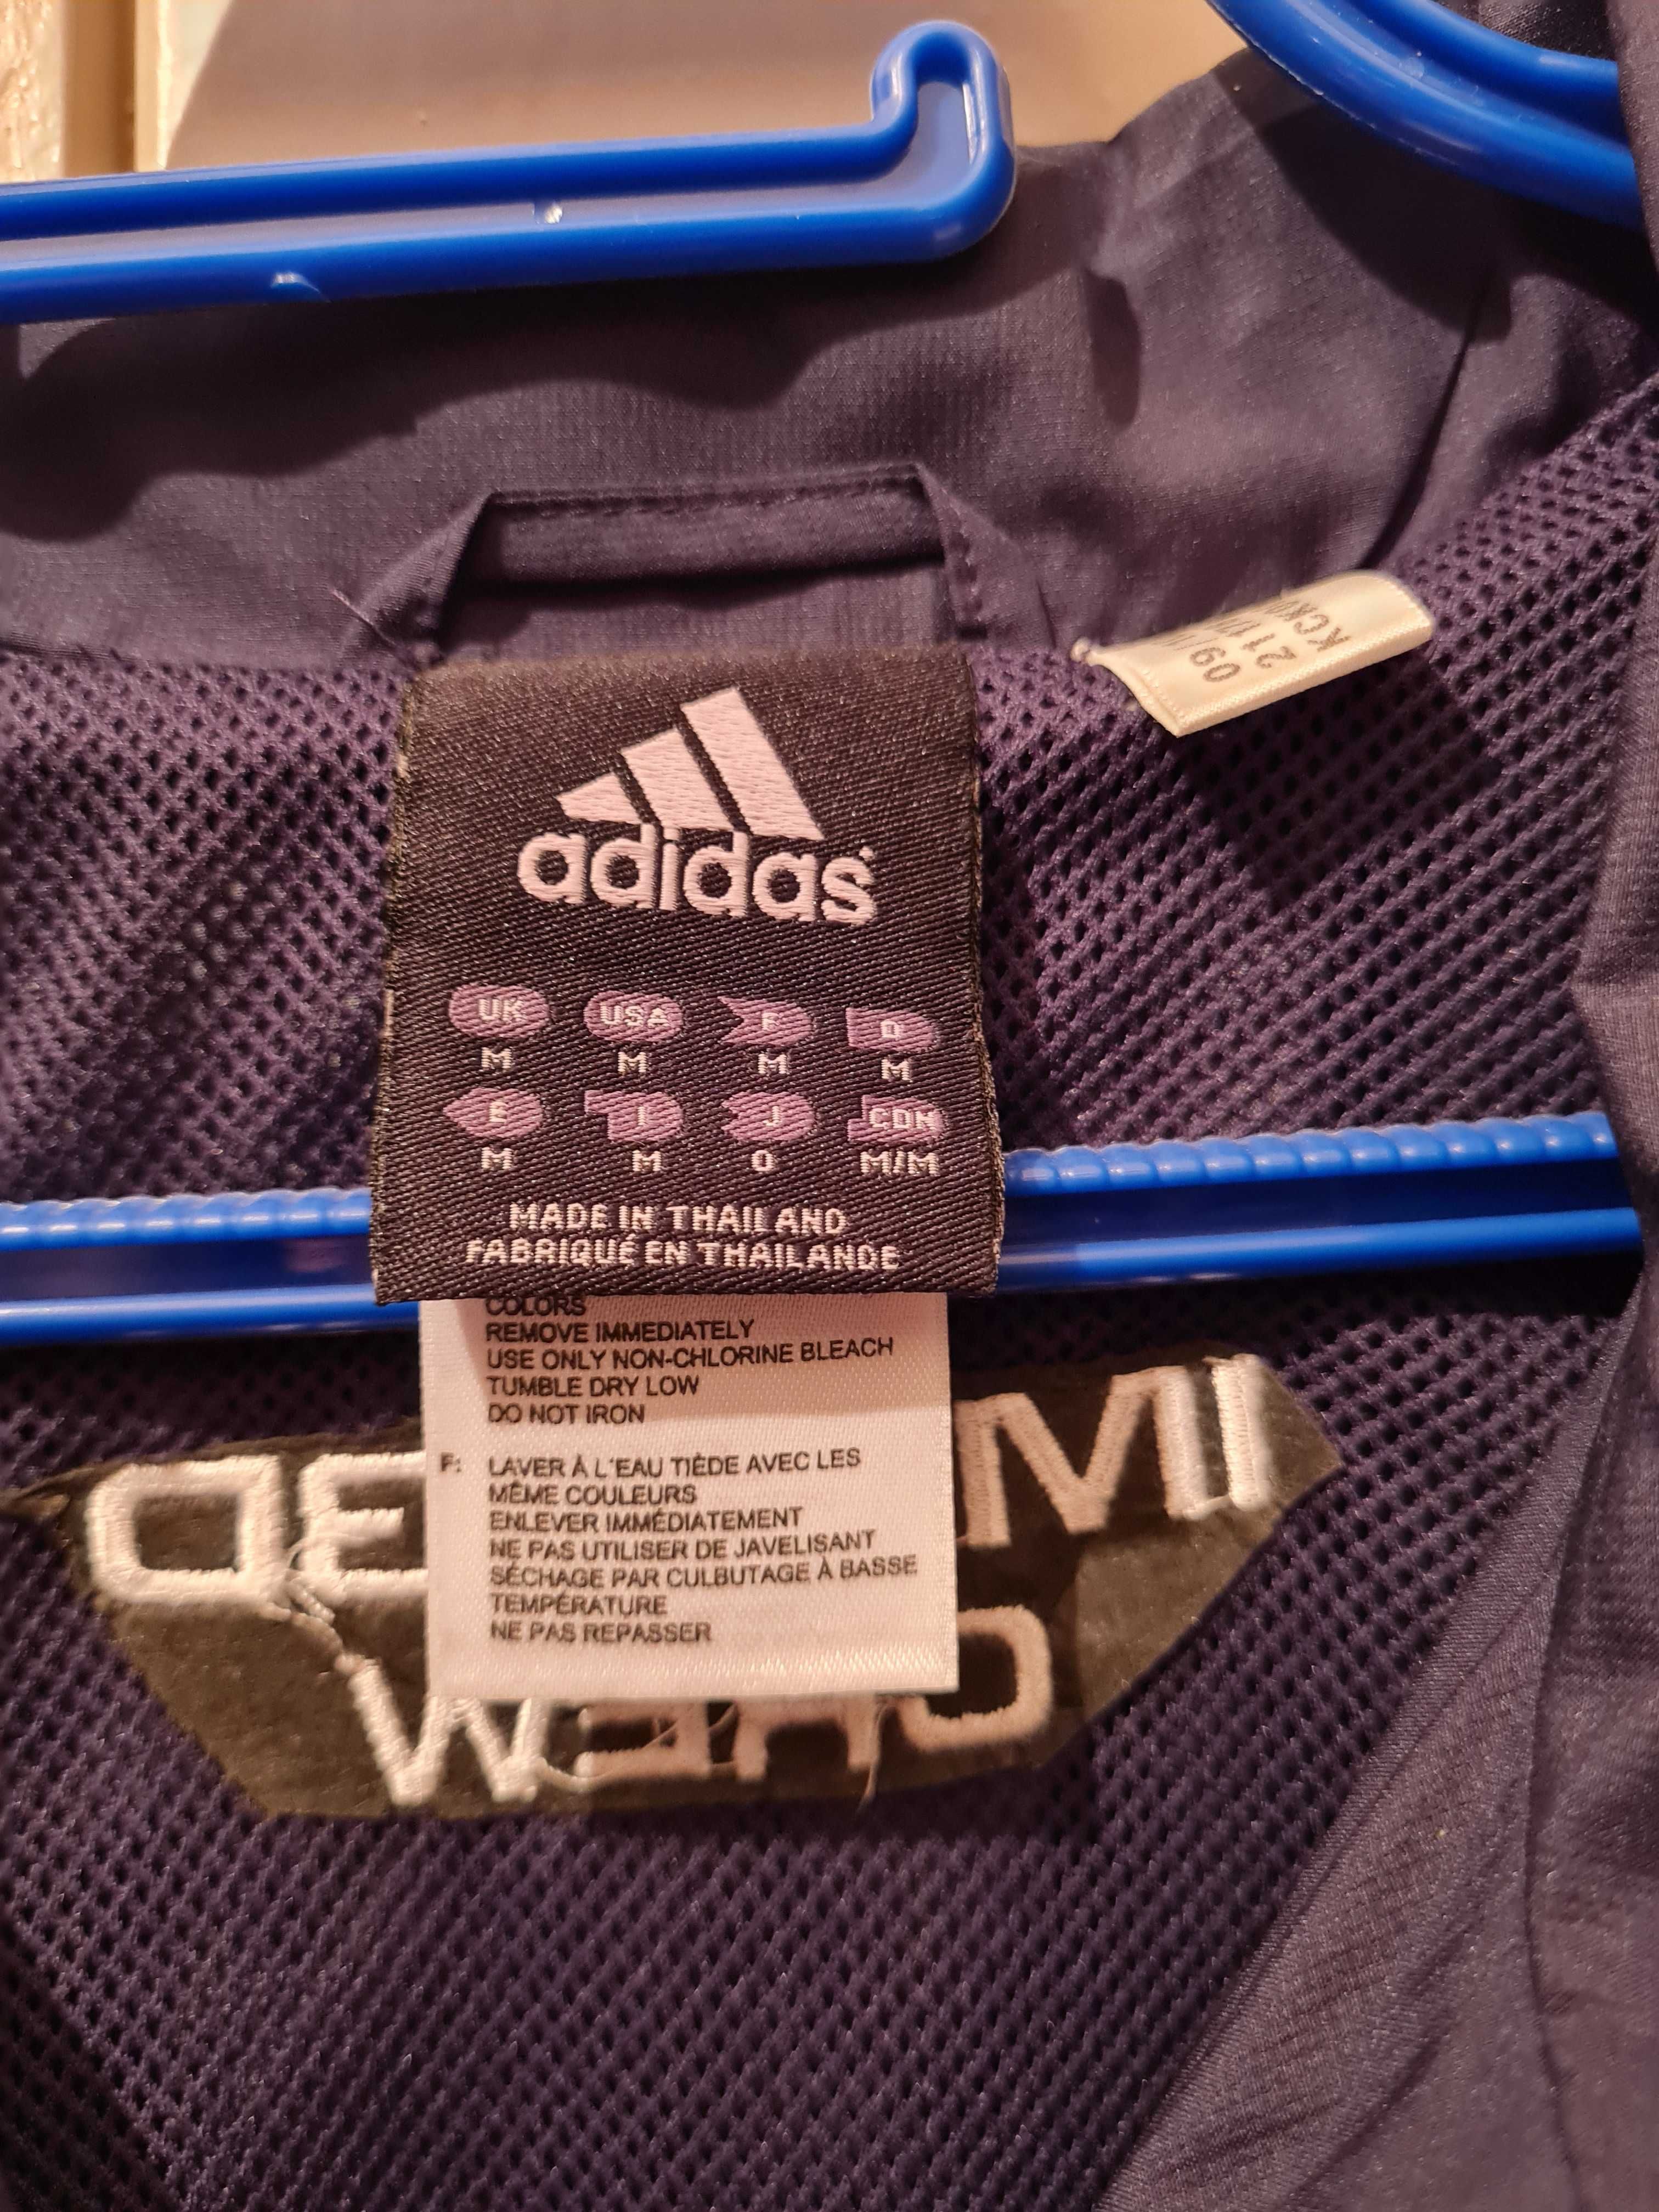 adidas
UK USA F D
M M M M
E I J CDN
M M O M/M
MADE IN THAILAND
FABRIQUÉ EN THAILANDE
COLORS
REMOVE IMMEDIATELY
USE ONLY NON-CHLORINE BLEACH
TUMBLE DRY LOW
DO NOT IRON
F: LAVER À L'EAU TIÈDE AVEC LES
MÊME COULEURS
ENLEVER IMMÉDIATEMENT
NE PAS UTILISER DE JAVELISANT
SÉCHAGE PAR CULBUTAGE À BASSE
TEMPÉRATURE
NE PAS REPASSER